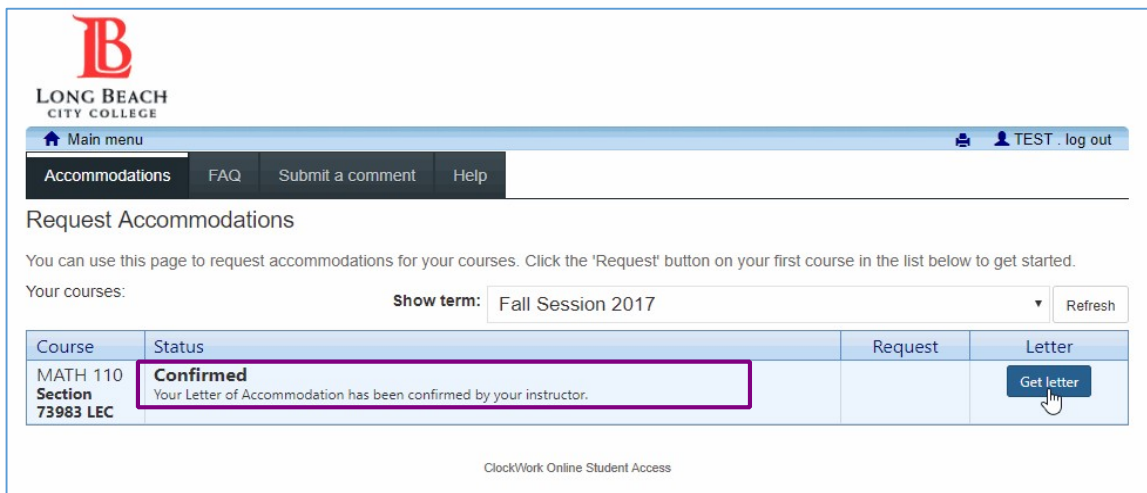 LB
LONG BEACH
CITY COLLEGE
Main menu TEST . log out
Accommodations FAQ Submit a comment Help
Request Accommodations
You can use this page to request accommodations for your courses. Click the 'Request' button on your first course in the list below to get started.
Your courses: Show term: Fall Session 2017 Refresh
Course Status Request Letter
MATH 110 Confirmed Get letter
Section Your Letter of Accommodation has been confirmed by your instructor.
73983 LEC
ClockWork Online Student Access